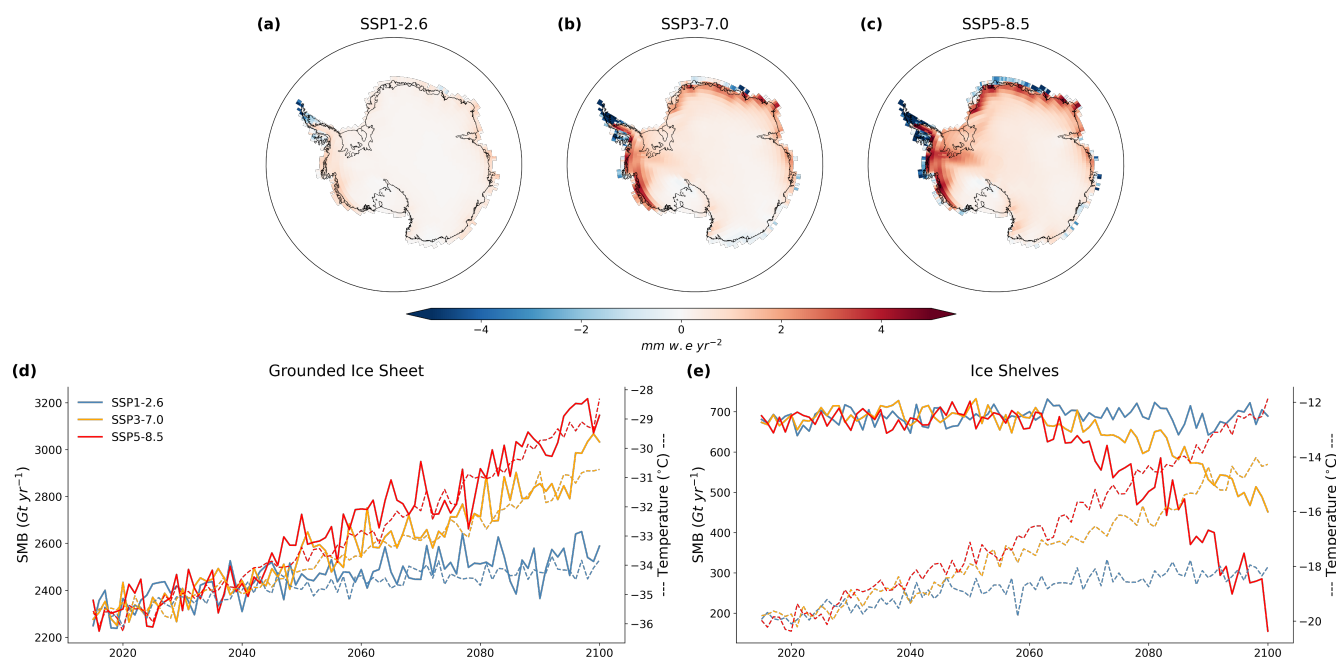 (a) SSP1-2.6
(b) SSP3-7.0
(c) SSP5-8.5
−4 −2 0 2 4
mm w.e yr−2
(d) Grounded Ice Sheet
SSP1-2.6
SSP3-7.0
SSP5-8.5
SMB (Gt yr−1)
3200
3000
2800
2600
2400
2200
2020 2040 2060 2080 2100
−28
−29
−30
−31
−32
−33
−34
−35
−36
--- Temperature (°C) ---
(e) Ice Shelves
SMB (Gt yr−1)
700
600
500
400
300
200
2020 2040 2060 2080 2100
−12
−14
−16
−18
−20
--- Temperature (°C) ---